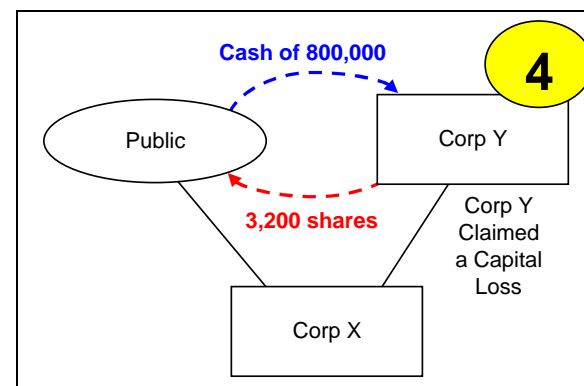 Cash of 800,000
4
Public
Corp Y
3,200 shares
Corp Y
Claimed
a Capital
Loss
Corp X